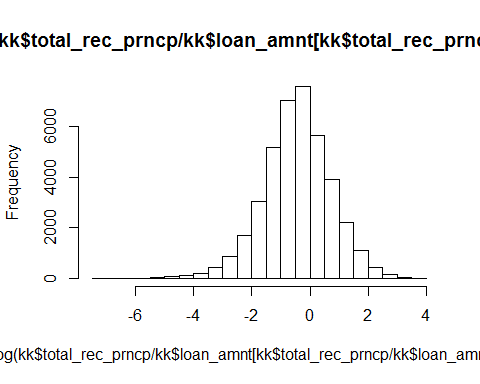 kk$total_rec_prncp/kk$loan_amnt[kk$total_rec_prnc
Frequency
6000
4000
2000
0
-6 -4 -2 0 2 4
og(kk$total_rec_prncp/kk$loan_amnt[kk$total_rec_prncp/kk$loan_amn